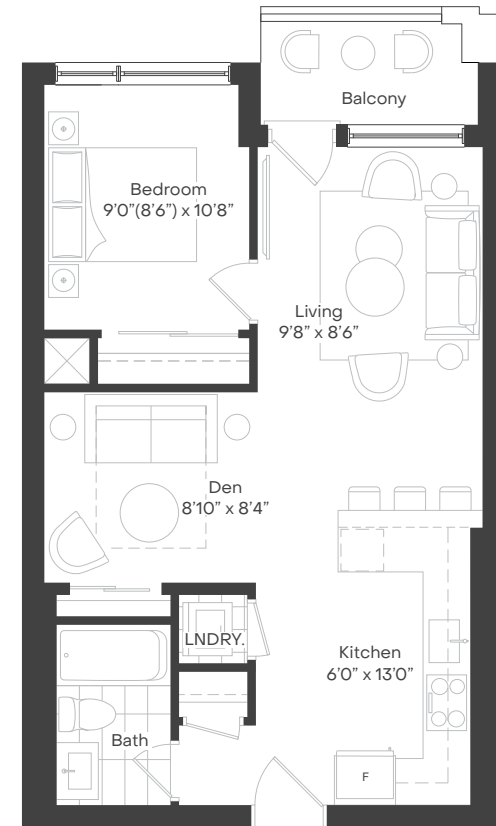 Balcony
Bedroom
9’0”(8’6”) x 10’8”
Living
9’8” x 8’6”
Den
8’10” x 8’4”
LNDRY.
Kitchen
6’0” x 13’0”
Bath
F